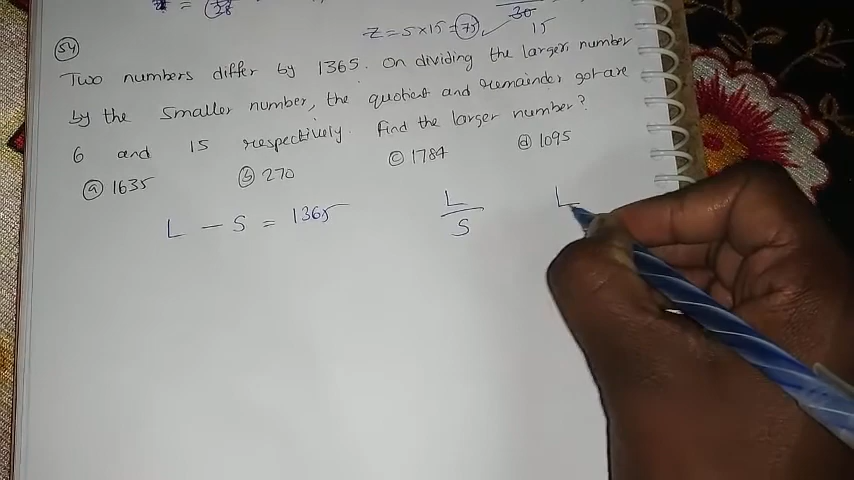 38
Z = 5 × 15 = 75
30
15
54
Two numbers differ by 1365. On dividing the larger number
by the smaller number, the quotient and remainder got are
6 and 15 respectively. Find the larger number?
(a) 1635 (b) 270 (c) 1784 (d) 1095
L - S = 1365 L/S L